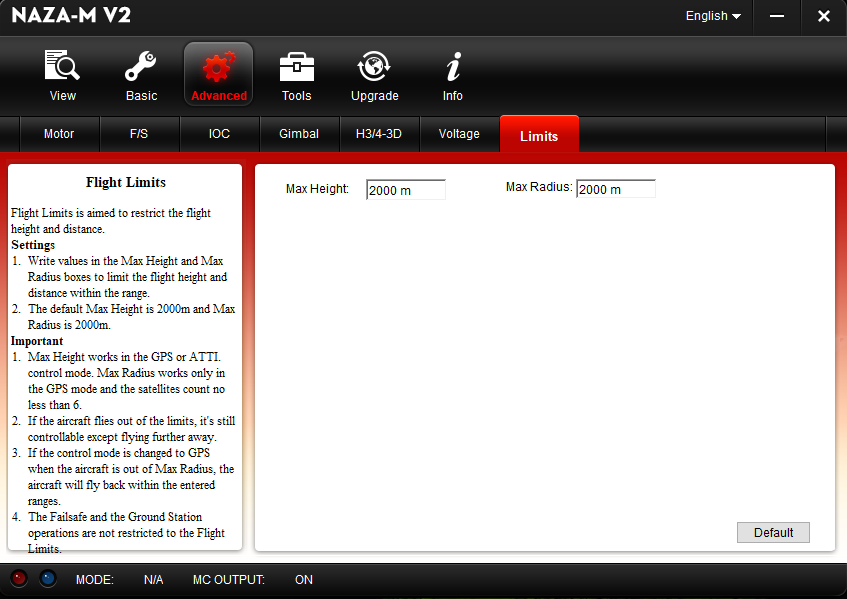 NAZA-M V2
English
View
Basic
Advanced
Tools
Upgrade
Info
Motor
F/S
IOC
Gimbal
H3/4-3D
Voltage
Limits
Flight Limits
Flight Limits is aimed to restrict the flight
height and distance.
Settings
1. Write values in the Max Height and Max
Radius boxes to limit the flight height and
distance within the range.
2. The default Max Height is 2000m and Max
Radius is 2000m.
Important
1. Max Height works in the GPS or ATTI.
control mode. Max Radius works only in
the GPS mode and the satellites count no
less than 6.
2. If the aircraft flies out of the limits, it's still
controllable except flying further away.
3. If the control mode is changed to GPS
when the aircraft is out of Max Radius, the
aircraft will fly back within the entered
ranges.
4. The Failsafe and the Ground Station
operations are not restricted to the Flight
Limits.
Max Height: 2000 m
Max Radius: 2000 m
Default
MODE: N/A MC OUTPUT: ON